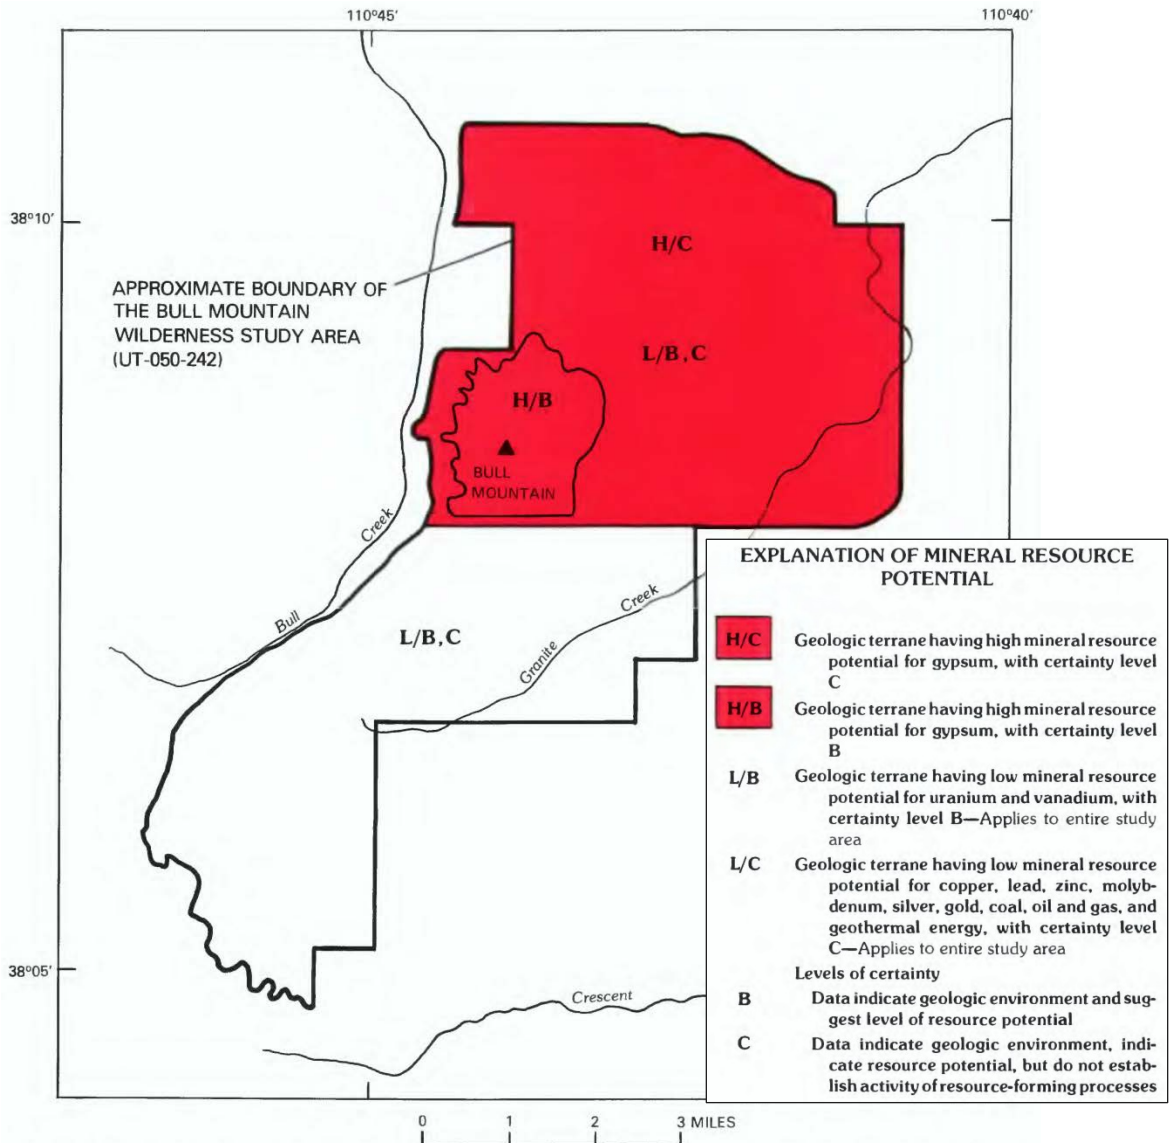 110°45'
110°40'
38°10'
H/C
APPROXIMATE BOUNDARY OF
THE BULL MOUNTAIN
WILDERNESS STUDY AREA
(UT-050-242)
L/B, C
H/B
BULL
MOUNTAIN
Creek
Bull
L/B, C
Granite
Creek
EXPLANATION OF MINERAL RESOURCE
POTENTIAL
H/C Geologic terrane having high mineral resource
potential for gypsum, with certainty level
C
H/B Geologic terrane having high mineral resource
potential for gypsum, with certainty level
B
L/B Geologic terrane having low mineral resource
potential for uranium and vanadium, with
certainty level B—Applies to entire study
area
L/C Geologic terrane having low mineral resource
potential for copper, lead, zinc, molyb-
denum, silver, gold, coal, oil and gas, and
geothermal energy, with certainty level
C—Applies to entire study area
Levels of certainty
B Data indicate geologic environment and sug-
gest level of resource potential
C Data indicate geologic environment, indi-
cate resource potential, but do not estab-
lish activity of resource-forming processes
38°05'
Crescent
0 1 2 3 MILES